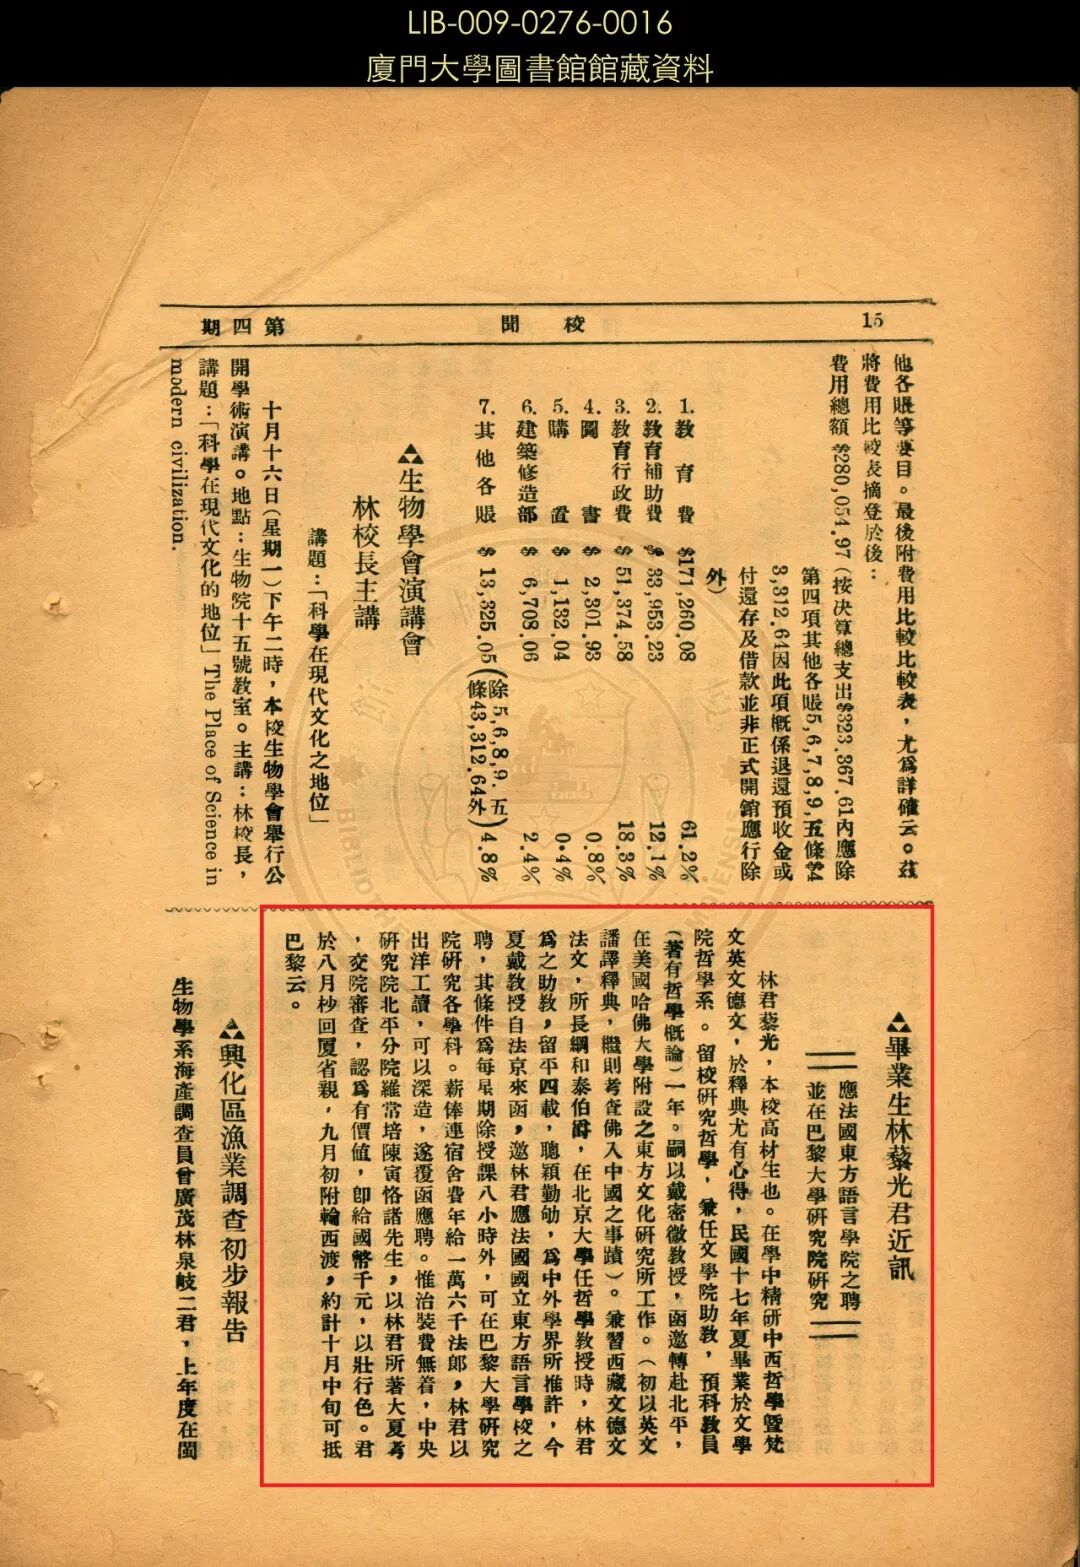 LIB-009-0276-0016
廈門大學圖書館館藏資料
15
校聞
第四期
他各賬等要目。最後附費用比較比較表，尤爲詳確云。茲
將費用比較表摘登於後：
費用總額 $280,054.97（按決算總支出$323,367.61內應除
第四項其他各賬5,6,7,8,9,五條$4
3,312.64因此項概係退還預收金或
付還存及借款並非正式開銷應行除
外）
1. 教育費 $171,260.08 61.2%
2. 教育補助費 $ 33,953.23 12.1%
3. 教育行政費 $ 51,374.58 18.3%
4. 圖書 $ 2,301.93 0.8%
5. 購置 $ 1,132.04 0.4%
6. 建築修造部 $ 6,708.06 2.4%
7. 其他各賬 $ 13,325.05（除5,6,8,9.五條43,312.64外）4.8%
生物學會演講會
林校長主講
講題：「科學在現代文化之地位」
十月十六日（星期一）下午二時，本校生物學會舉行公
開學術演講。地點：生物院十五號教室。主講：林校長，
講題：「科學在現代文化的地位」The Place of Science in
modern civilization.
畢業生林藜光君近訊
應法國東方語言學院之聘
並在巴黎大學研究院研究
林君藜光，本校高材生也。在學中精研中西哲學曁梵
文英文德文，於釋典尤有心得，民國十七年夏畢業於文學
院哲學系。留校研究哲學，兼任文學院助教，預科教員
（著有哲學概論）一年。嗣以戴密微教授，函邀轉赴北平，
在美國哈佛大學附設之東方文化研究所工作。（初以英文
譒譯釋典，繼則考查佛入中國之事蹟）。兼習西藏文德文
法文，所長鋼和泰伯爵，在北京大學任哲學教授時，林君
爲之助教，留平四載，聰穎勤劬，爲中外學界所推許，今
夏戴教授自法京來函，邀林君應法國國立東方語言學校之
聘，其條件爲每星期除授課八小時外，可在巴黎大學研究
院研究各學科。薪俸連宿舍費年給一萬六千法郎，林君以
出洋工讀，可以深造，遂覆函應聘。惟治裝費無着，中央
研究院北平分院羅常培陳寅恪諸先生，以林君所著大夏考
，交院審查，認爲有價値，卽給國幣千元，以壯行色。君
於八月杪回厦省親，九月初附輪西渡，約計十月中旬可抵
巴黎云。
興化區漁業調查初步報告
生物學系海產調查員曾廣茂林泉岐二君，上年度在閩